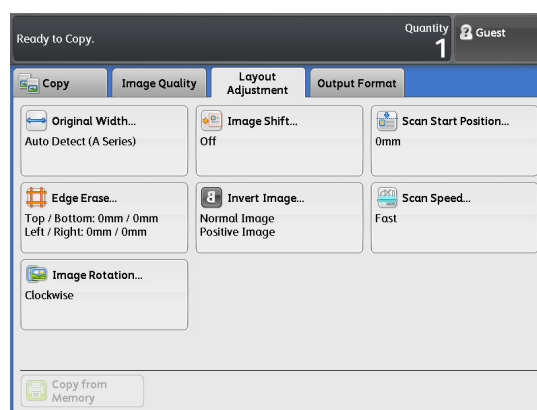 Ready to Copy.
Quantity
1
Guest
Copy
Image Quality
Layout
Adjustment
Output Format
Original Width...
Auto Detect (A Series)
Image Shift...
Off
Scan Start Position...
0mm
Edge Erase...
Top / Bottom: 0mm / 0mm
Left / Right: 0mm / 0mm
Invert Image...
Normal Image
Positive Image
Scan Speed...
Fast
Image Rotation...
Clockwise
Copy from
Memory